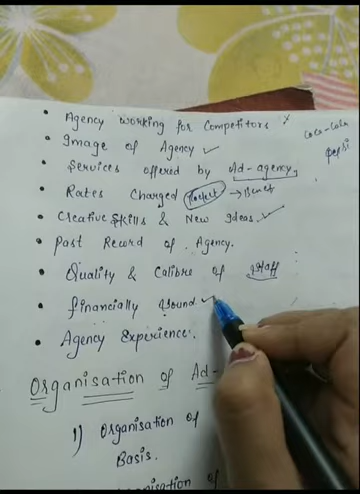 • Agency working for Competitors ×
Coca-Cola
Pepsi
• Image of Agency ✓
• Services offered by Ad-agency,
• Rates Charged → Benefit
• Creative Skills & New Ideas. ✓
• Past Record of Agency.
• Quality & Calibre of Staff
• Financially Sound ✓
• Agency Experience.
Organisation of Ad-
1) Organisation of
Basis.
Organisation of